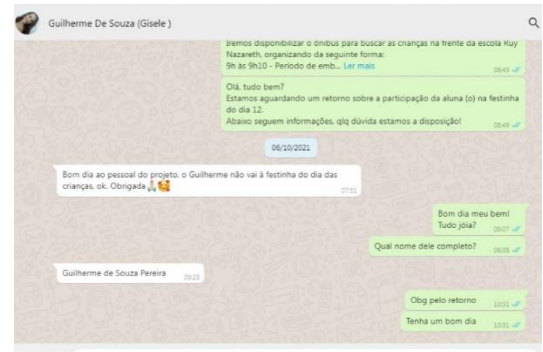 Guilherme De Souza (Gisele )
Iremos disponibilizar o ônibus para buscar as crianças na frente da escola Ruy
Nazareth, organizando da seguinte forma:
9h às 9h10 - Período de emb... Ler mais
08:49
Olá, tudo bem?
Estamos aguardando um retorno sobre a participação da aluna (o) na festinha
do dia 12.
Abaixo seguem informações, qlq dúvida estamos a disposição!
08:49
06/10/2021
Bom dia ao pessoal do projeto, o Guilherme não vai à festinha do dia das
crianças, ok. Obrigada🙏🥰
07:51
Bom dia meu bem!
Tudo jóia?
09:07
Qual nome dele completo?
09:08
Guilherme de Souza Pereira
09:25
Obg pelo retorno
10:31
Tenha um bom dia
10:31